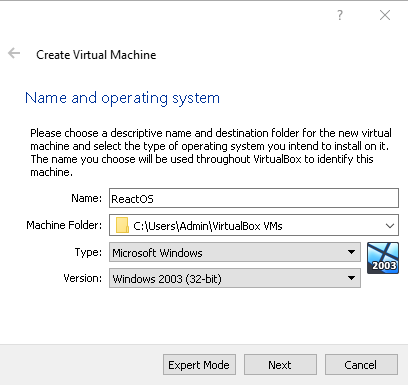 ?
Create Virtual Machine
Name and operating system
Please choose a descriptive name and destination folder for the new virtual
machine and select the type of operating system you intend to install on it.
The name you choose will be used throughout VirtualBox to identify this
machine.
Name: ReactOS
Machine Folder: C:\Users\Admin\VirtualBox VMs
Type: Microsoft Windows
2003
Version: Windows 2003 (32-bit)
Expert Mode Next Cancel